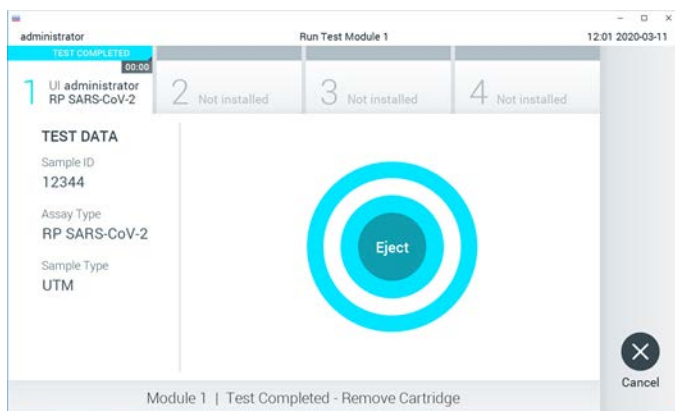 administrator
Run Test Module 1
12:01 2020-03-11
TEST COMPLETED
00:00
1 UI administrator
RP SARS-CoV-2
2 Not installed
3 Not installed
4 Not installed
TEST DATA
Sample ID
12344
Assay Type
RP SARS-CoV-2
Sample Type
UTM
Eject
Cancel
Module 1 | Test Completed - Remove Cartridge